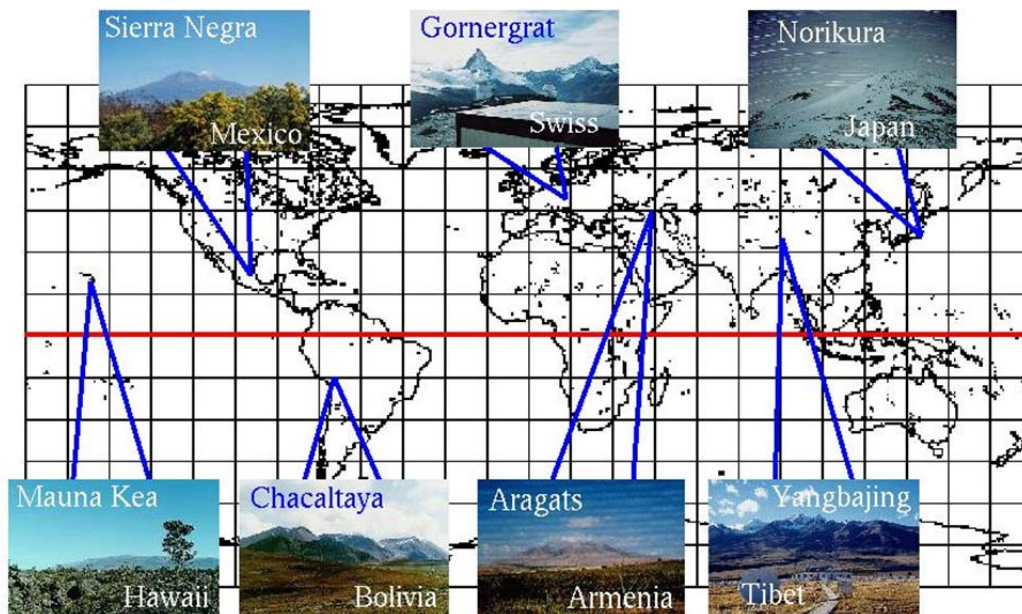 Sierra Negra
Mexico
Gornergrat
Swiss
Norikura
Japan
Mauna Kea
Hawaii
Chacaltaya
Bolivia
Aragats
Armenia
Yangbajing
Tibet